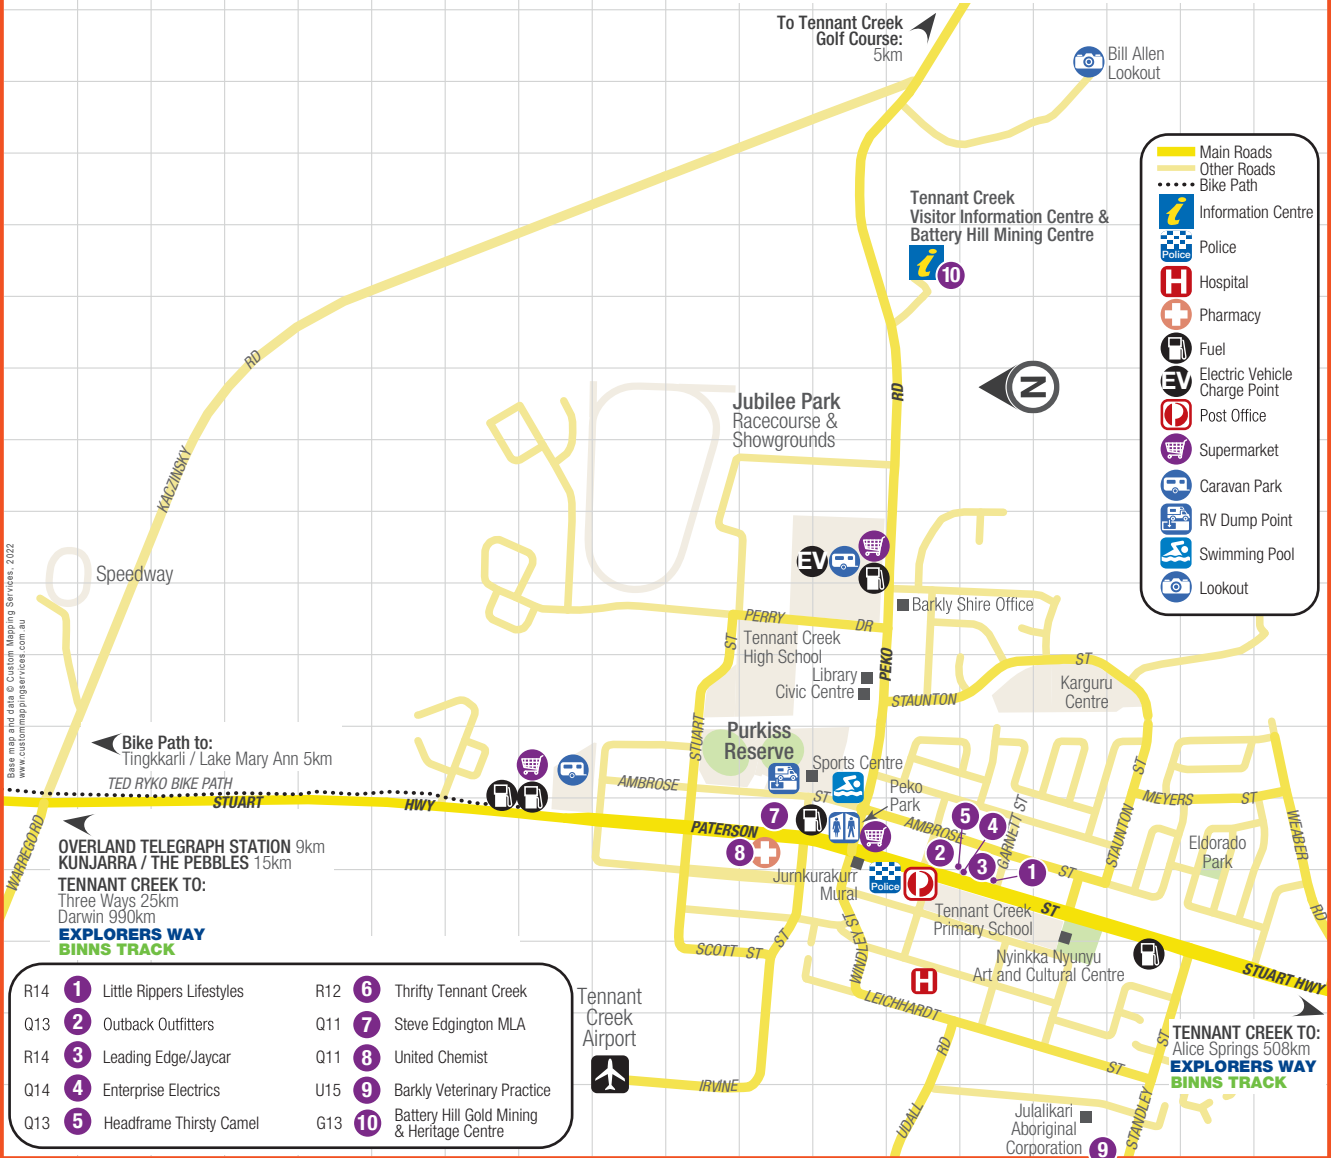 To Tennant Creek
Golf Course:
5km
Bill Allen
Lookout
Main Roads
Other Roads
Bike Path
i Information Centre
Police Police
H Hospital
Pharmacy
Fuel
EV Electric Vehicle
Charge Point
Post Office
Supermarket
Caravan Park
RV Dump Point
Swimming Pool
Lookout
Tennant Creek
Visitor Information Centre &
Battery Hill Mining Centre
i 10
N
RD
RD
KACZINSKY
Jubilee Park
Racecourse &
Showgrounds
EV
Speedway
Base map and data © Custom Mapping Services, 2022
www.custommappingservices.com.au
Barkly Shire Office
PERRY
DR
ST
Tennant Creek
High School
Library
Civic Centre
PEKO
STAUNTON
ST
Karguru
Centre
STUART
Purkiss
Reserve
Sports Centre
Bike Path to:
Tingkkarli / Lake Mary Ann 5km
TED RYKO BIKE PATH
STUART
HWY
AMBROSE
ST
Peko
Park
AMBROSE
GARNETT ST
ST
STAUNTON
ST
MEYERS
ST
WEABER
RD
Eldorado
Park
WARREGO RD
PATERSON
7
8
5
4
2
3
1
Jurnkurakurr
Mural
Police
ST
OVERLAND TELEGRAPH STATION 9km
KUNJARRA / THE PEBBLES 15km
TENNANT CREEK TO:
Three Ways 25km
Darwin 990km
EXPLORERS WAY
BINNS TRACK
Tennant Creek
Primary School
Nyinkka Nyunyu
Art and Cultural Centre
SCOTT ST
ST
WINDLEY ST
H
LEICHHARDT
ST
STUART HWY
TENNANT CREEK TO:
Alice Springs 508km
EXPLORERS WAY
BINNS TRACK
Tennant
Creek
Airport
IRVINE
RD
UDALL
ST
STANDLEY
Julalikari
Aboriginal
Corporation
9
R14 1 Little Rippers Lifestyles
Q13 2 Outback Outfitters
R14 3 Leading Edge/Jaycar
Q14 4 Enterprise Electrics
Q13 5 Headframe Thirsty Camel
R12 6 Thrifty Tennant Creek
Q11 7 Steve Edgington MLA
Q11 8 United Chemist
U15 9 Barkly Veterinary Practice
G13 10 Battery Hill Gold Mining
& Heritage Centre